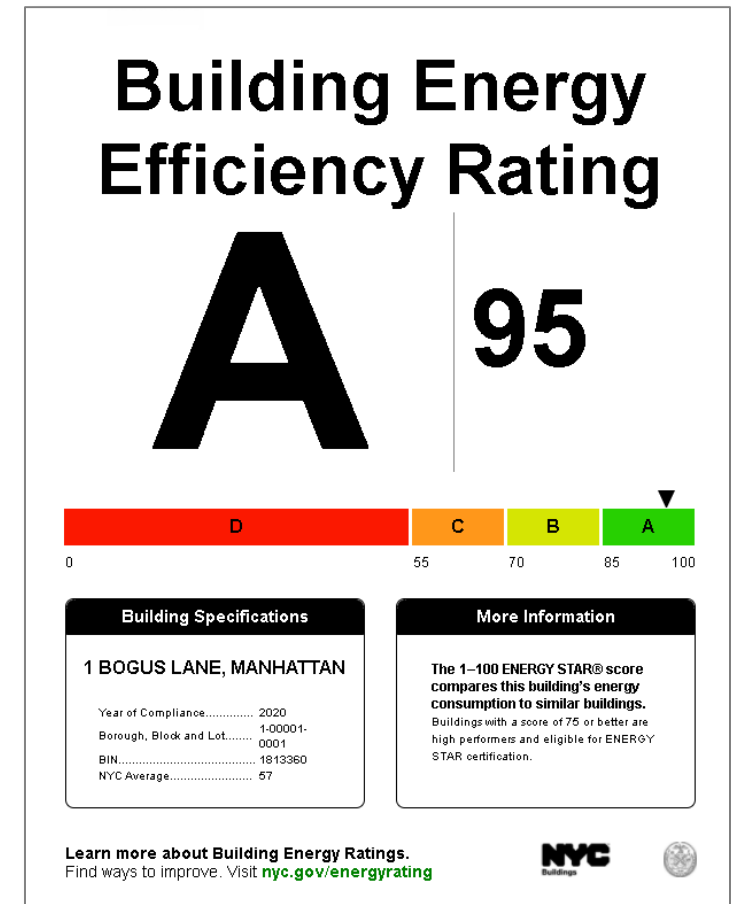 Building Energy
Efficiency Rating
A
95
D
C
B
A
0
55
70
85
100
Building Specifications
1 BOGUS LANE, MANHATTAN
Year of Compliance............. 2020
Borough, Block and Lot....... 1-00001-
0001
BIN...................................... 1813360
NYC Average........................ 57
More Information
The 1–100 ENERGY STAR® score
compares this building's energy
consumption to similar buildings.
Buildings with a score of 75 or better are
high performers and eligible for ENERGY
STAR certification.
Learn more about Building Energy Ratings.
Find ways to improve. Visit nyc.gov/energyrating
NYC
Buildings